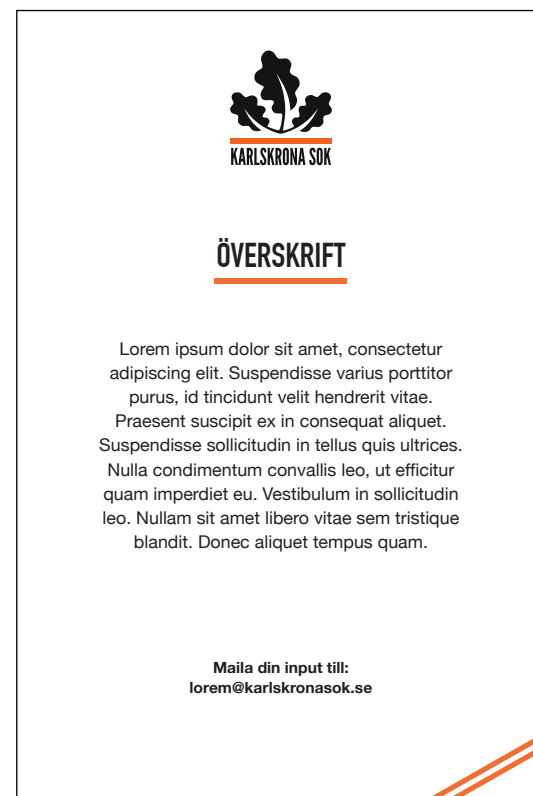 KARLSKRONA SOK
ÖVERSKRIFT
Lorem ipsum dolor sit amet, consectetur
adipiscing elit. Suspendisse varius porttitor
purus, id tincidunt velit hendrerit vitae.
Praesent suscipit ex in consequat aliquet.
Suspendisse sollicitudin in tellus quis ultrices.
Nulla condimentum convallis leo, ut efficitur
quam imperdiet eu. Vestibulum in sollicitudin
leo. Nullam sit amet libero vitae sem tristique
blandit. Donec aliquet tempus quam.
Maila din input till:
lorem@karlskronasok.se